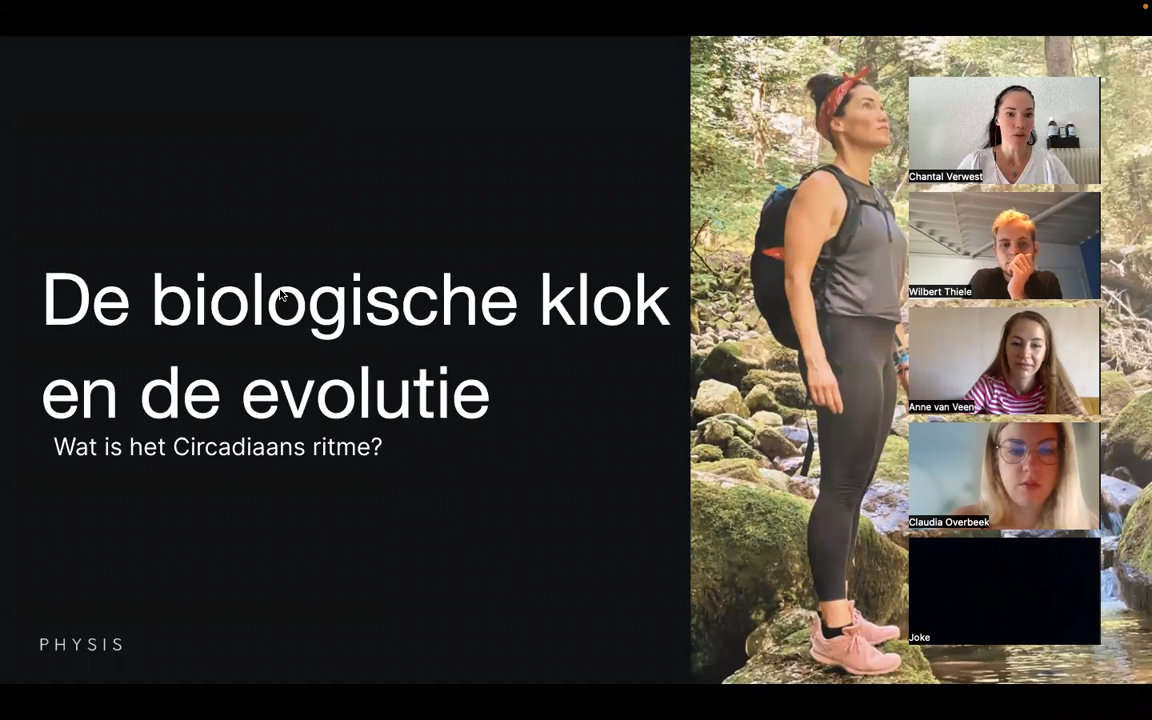 De biologische klok
en de evolutie
Wat is het Circadiaans ritme?
PHYSIS
Chantal Verwest
Wilbert Thiele
Anne van Veen
Claudia Overbeek
Joke